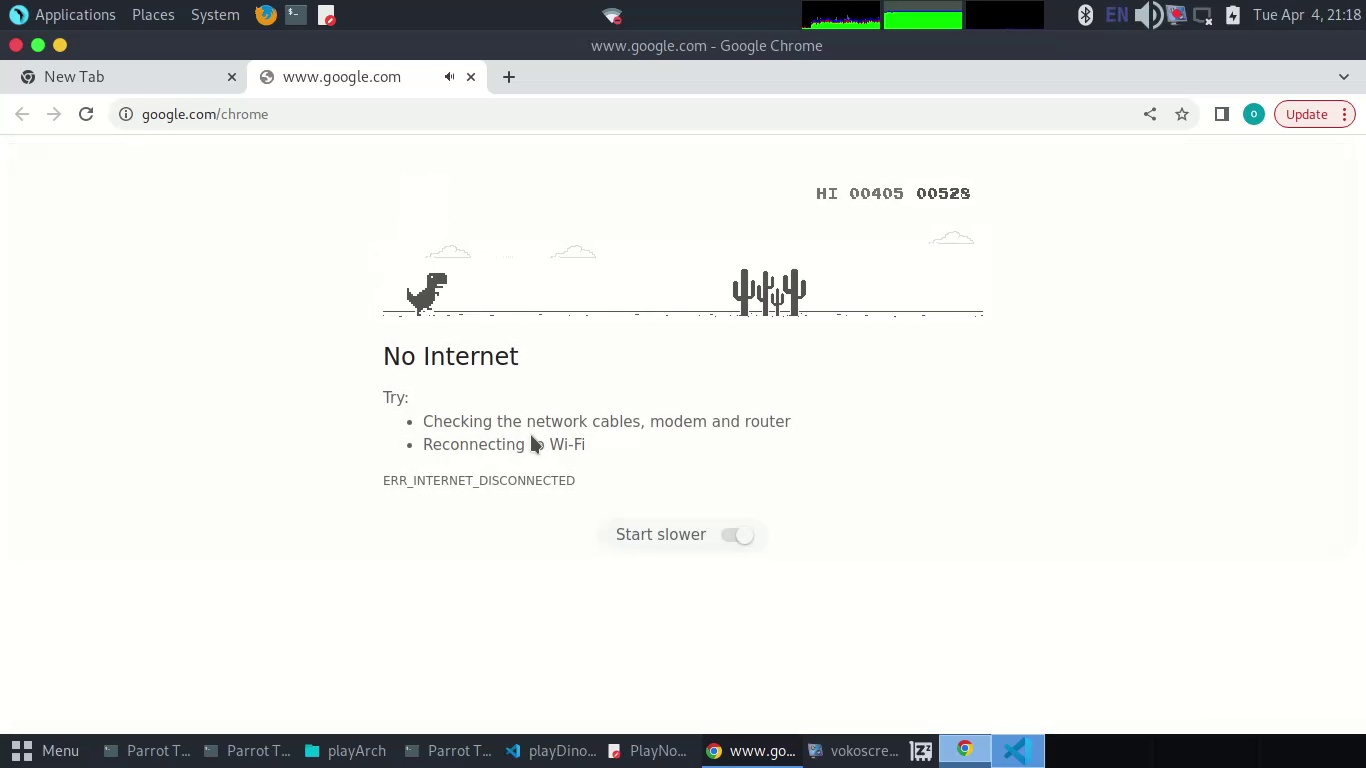 Applications Places System EN Tue Apr 4, 21:18
www.google.com - Google Chrome
New Tab www.google.com
google.com/chrome O Update
HI 00405 00528
No Internet
Try:
Checking the network cables, modem and router
Reconnecting Wi-Fi
ERR_INTERNET_DISCONNECTED
Start slower
Menu Parrot T... Parrot T... playArch Parrot T... playDino... PlayNo... www.go... vokoscre...